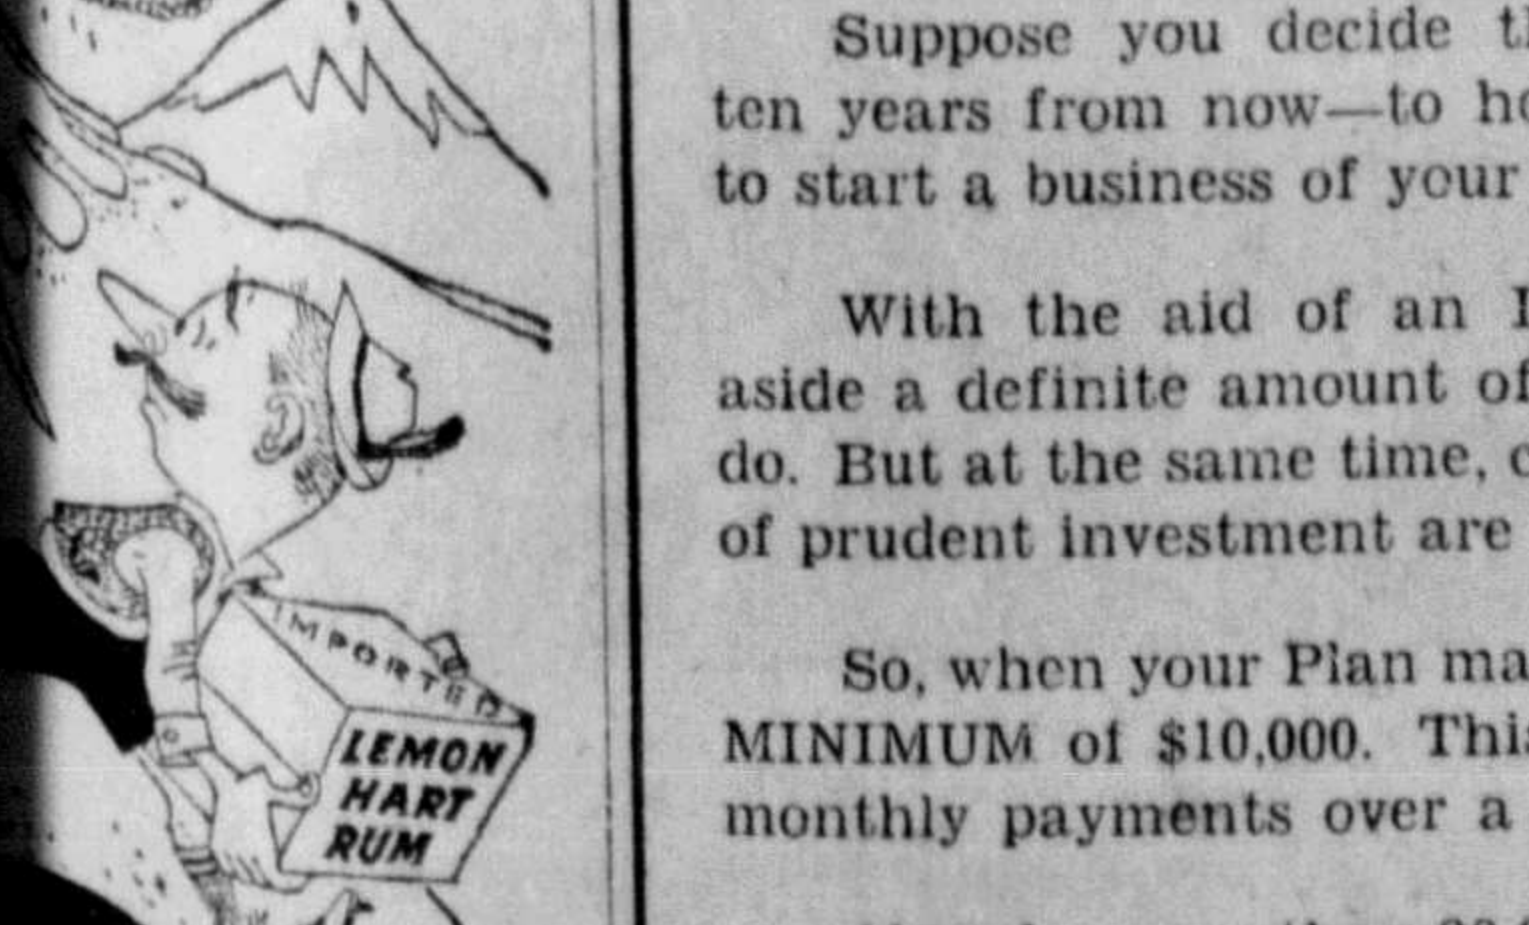 IMPORTED
LEMON
HART
RUM
Suppose you decide
ten years from now—to
to start a business of your
With the aid of an
aside a definite amount of
do. But at the same time,
of prudent investment are
So, when your Plan
MINIMUM of $10,000. This
monthly payments over a